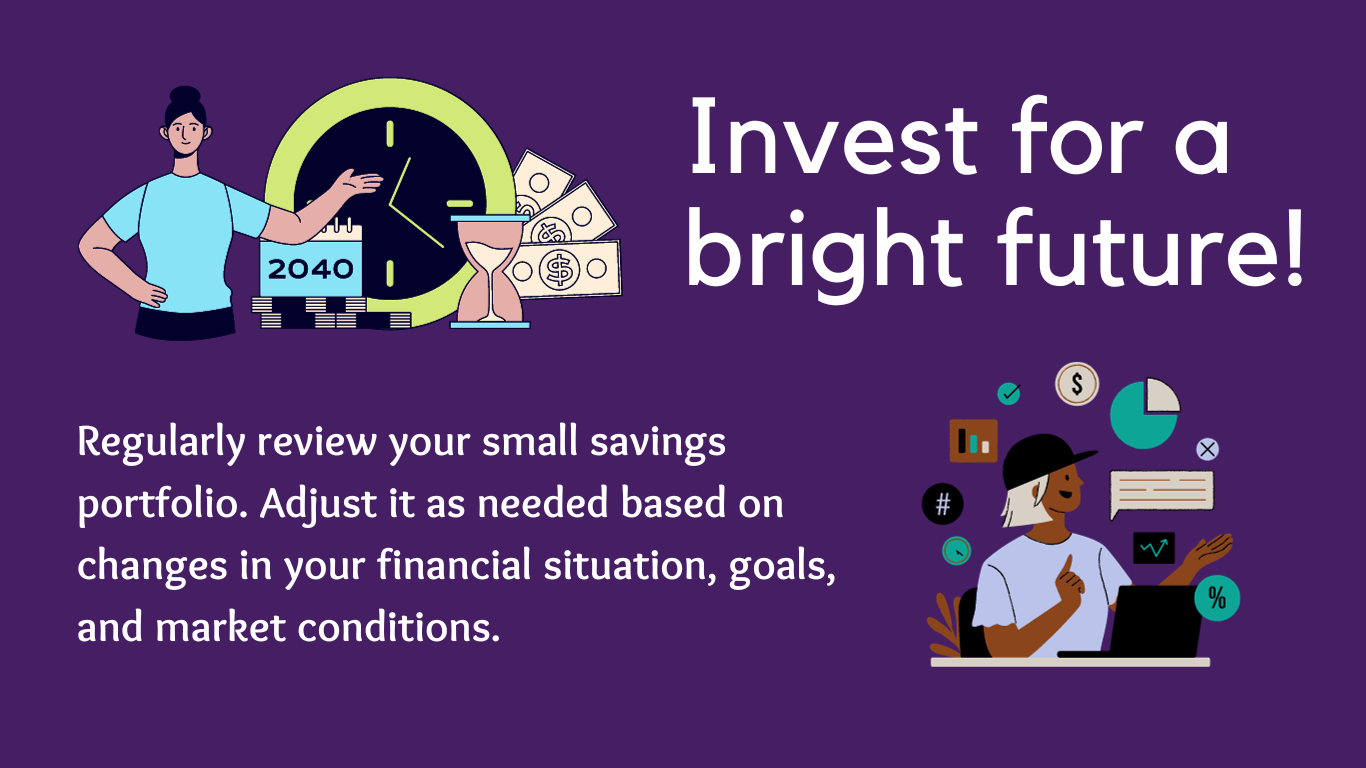 Invest for a
bright future!
2040
$
$
$
Regularly review your small savings
portfolio. Adjust it as needed based on
changes in your financial situation, goals,
and market conditions.
$
#
%